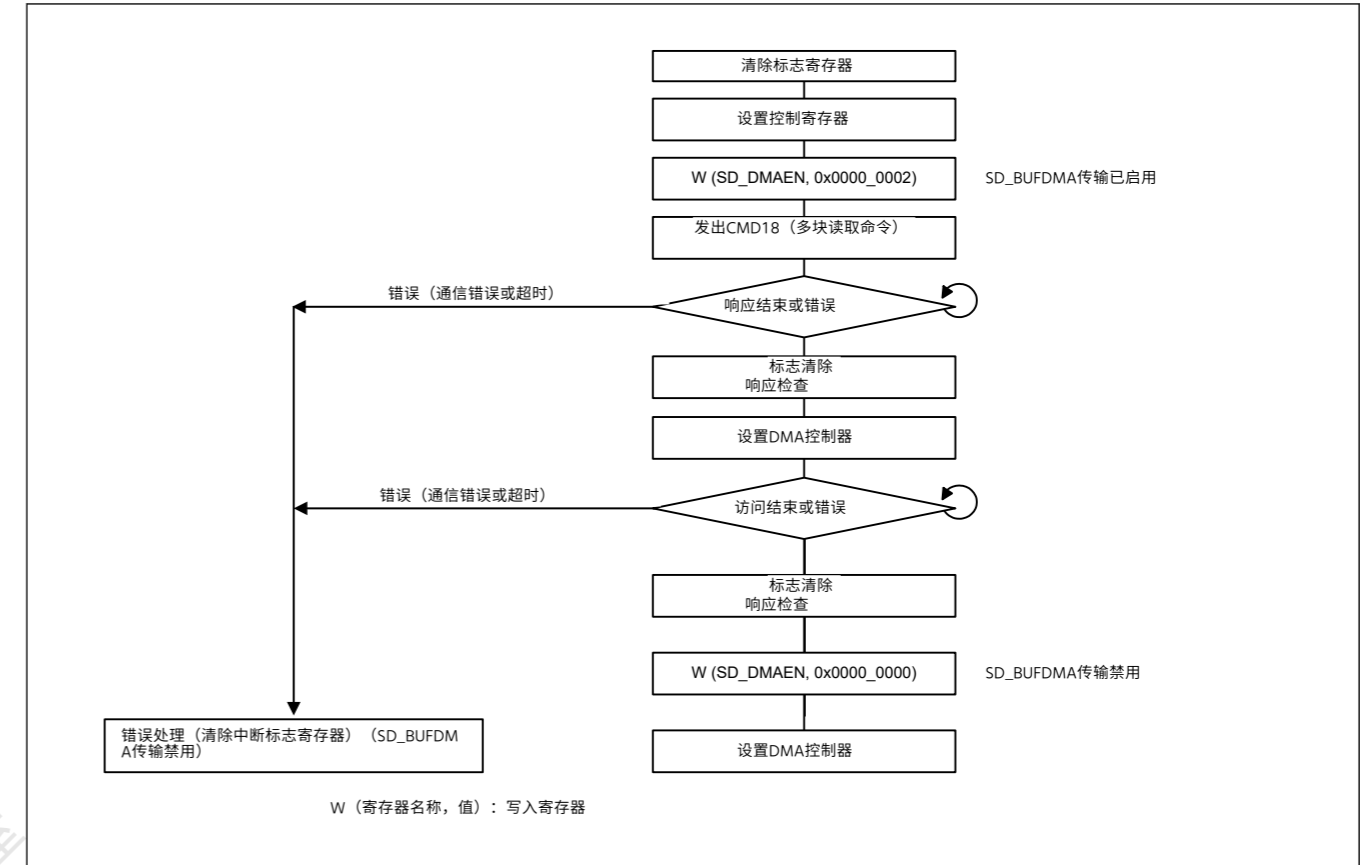 清除标志寄存器
设置控制寄存器
W (SD_DMAEN, 0x0000_0002)
SD_BUFDMA传输已启用
发出CMD18（多块读取命令）
错误（通信错误或超时）
响应结束或错误
标志清除
响应检查
设置DMA控制器
错误（通信错误或超时）
访问结束或错误
标志清除
响应检查
W (SD_DMAEN, 0x0000_0000)
SD_BUFDMA传输禁用
错误处理（清除中断标志寄存器）（SD_BUFDM
A传输禁用）
设置DMA控制器
W（寄存器名称，值）：写入寄存器